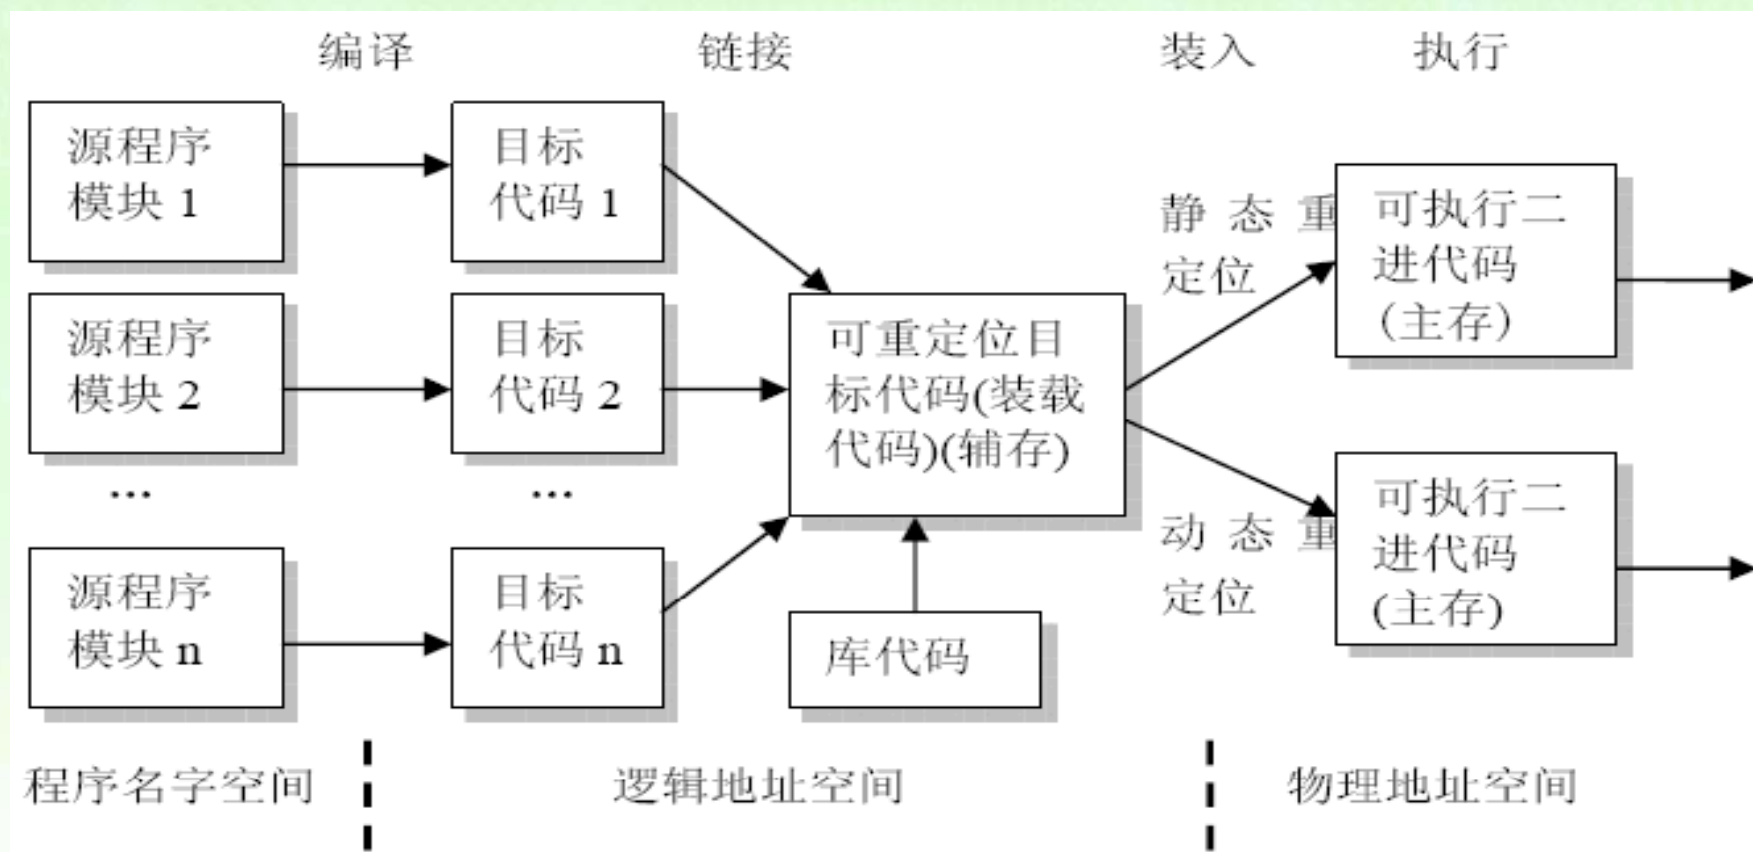 编译
链接
装入
执行
源程序
模块 1
目标
代码 1
静 态 重
定位
可执行二
进代码
（主存）
源程序
模块 2
目标
代码 2
可重定位目
标代码(装载
代码)(辅存)
...
...
动 态 重
定位
可执行二
进代码
(主存)
源程序
模块 n
目标
代码 n
库代码
程序名字空间
逻辑地址空间
物理地址空间